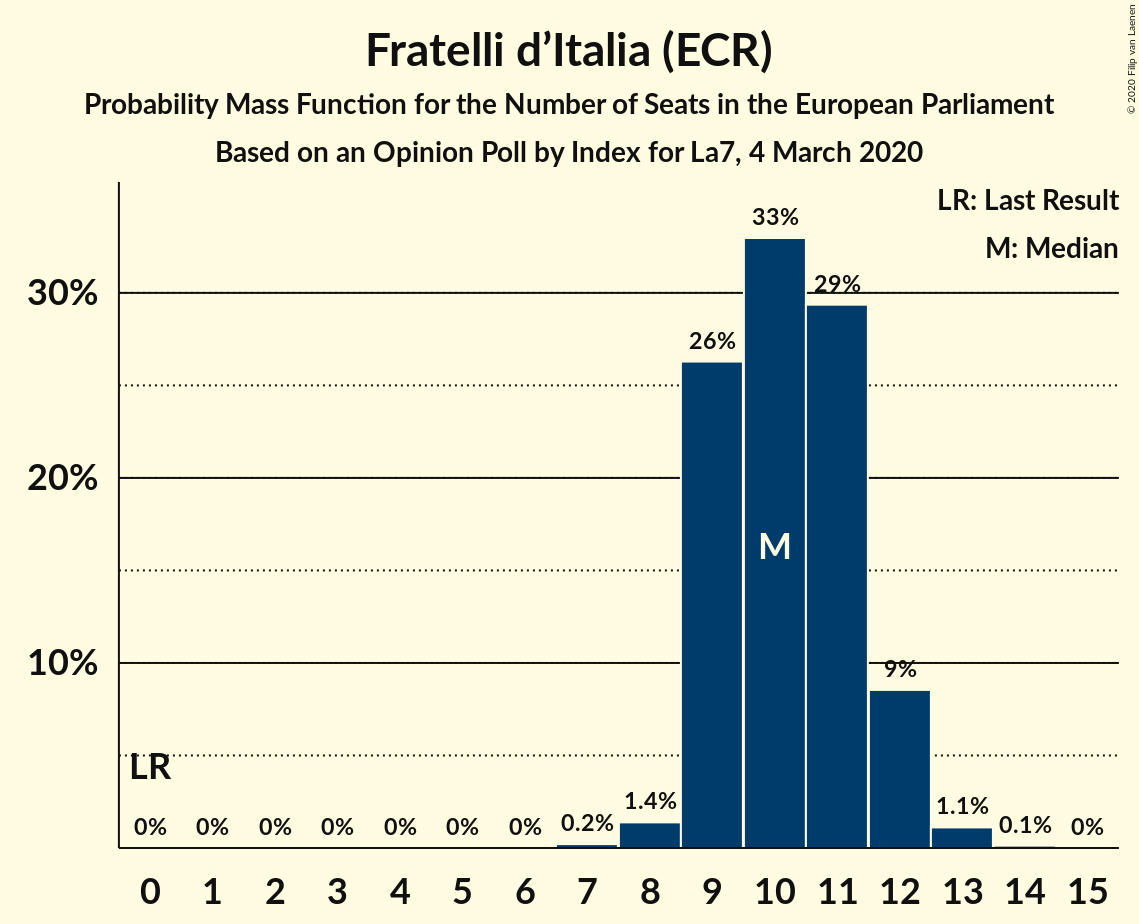 Fratelli d’Italia (ECR)
Probability Mass Function for the Number of Seats in the European Parliament
Based on an Opinion Poll by Index for La7, 4 March 2020
© 2020 Filip van Laenen
LR: Last Result
M: Median
33%
30%
29%
26%
20%
M
10%
9%
LR
0% 0% 0% 0% 0% 0% 0% 0.2% 1.4% 1.1% 0.1% 0%
0 1 2 3 4 5 6 7 8 9 10 11 12 13 14 15